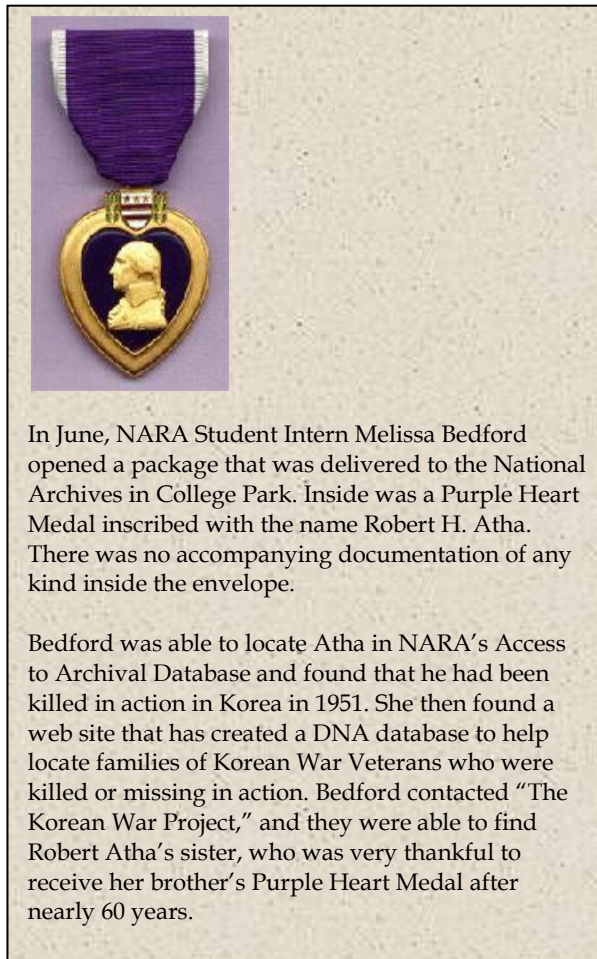 In June, NARA Student Intern Melissa Bedford
opened a package that was delivered to the National
Archives in College Park. Inside was a Purple Heart
Medal inscribed with the name Robert H. Atha.
There was no accompanying documentation of any
kind inside the envelope.
Bedford was able to locate Atha in NARA’s Access
to Archival Database and found that he had been
killed in action in Korea in 1951. She then found a
web site that has created a DNA database to help
locate families of Korean War Veterans who were
killed or missing in action. Bedford contacted “The
Korean War Project,” and they were able to find
Robert Atha’s sister, who was very thankful to
receive her brother’s Purple Heart Medal after
nearly 60 years.